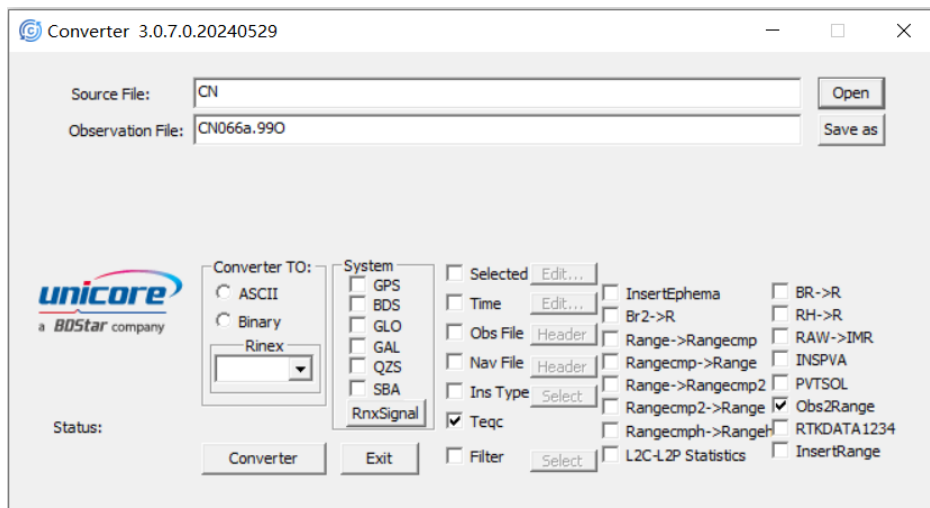 Converter 3.0.7.0.20240529
Source File: CN Open
Observation File: CN066a.99O Save as
unicore
a BDStar company
Converter TO:
ASCII
Binary
Rinex
System
GPS
BDS
GLO
GAL
QZS
SBA
RnxSignal
Selected Edit...
Time Edit...
Obs File Header
Nav File Header
Ins Type Select
Teqc
Filter Select
InsertEphema
Br2->R
Range->Rangecmp
Rangecmp->Range
Range->Rangecmp2
Rangecmp2->Range
Rangecmph->RangeH
L2C-L2P Statistics
BR->R
RH->R
RAW->IMR
INSPVA
PVTSOL
Obs2Range
RTKDATA1234
InsertRange
Status:
Converter Exit